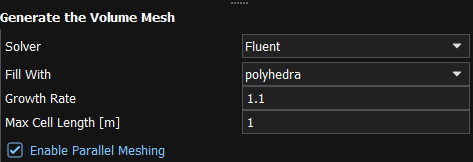 Generate the Volume Mesh
Solver Fluent
Fill With polyhedra
Growth Rate 1.1
Max Cell Length [m] 1
Enable Parallel Meshing